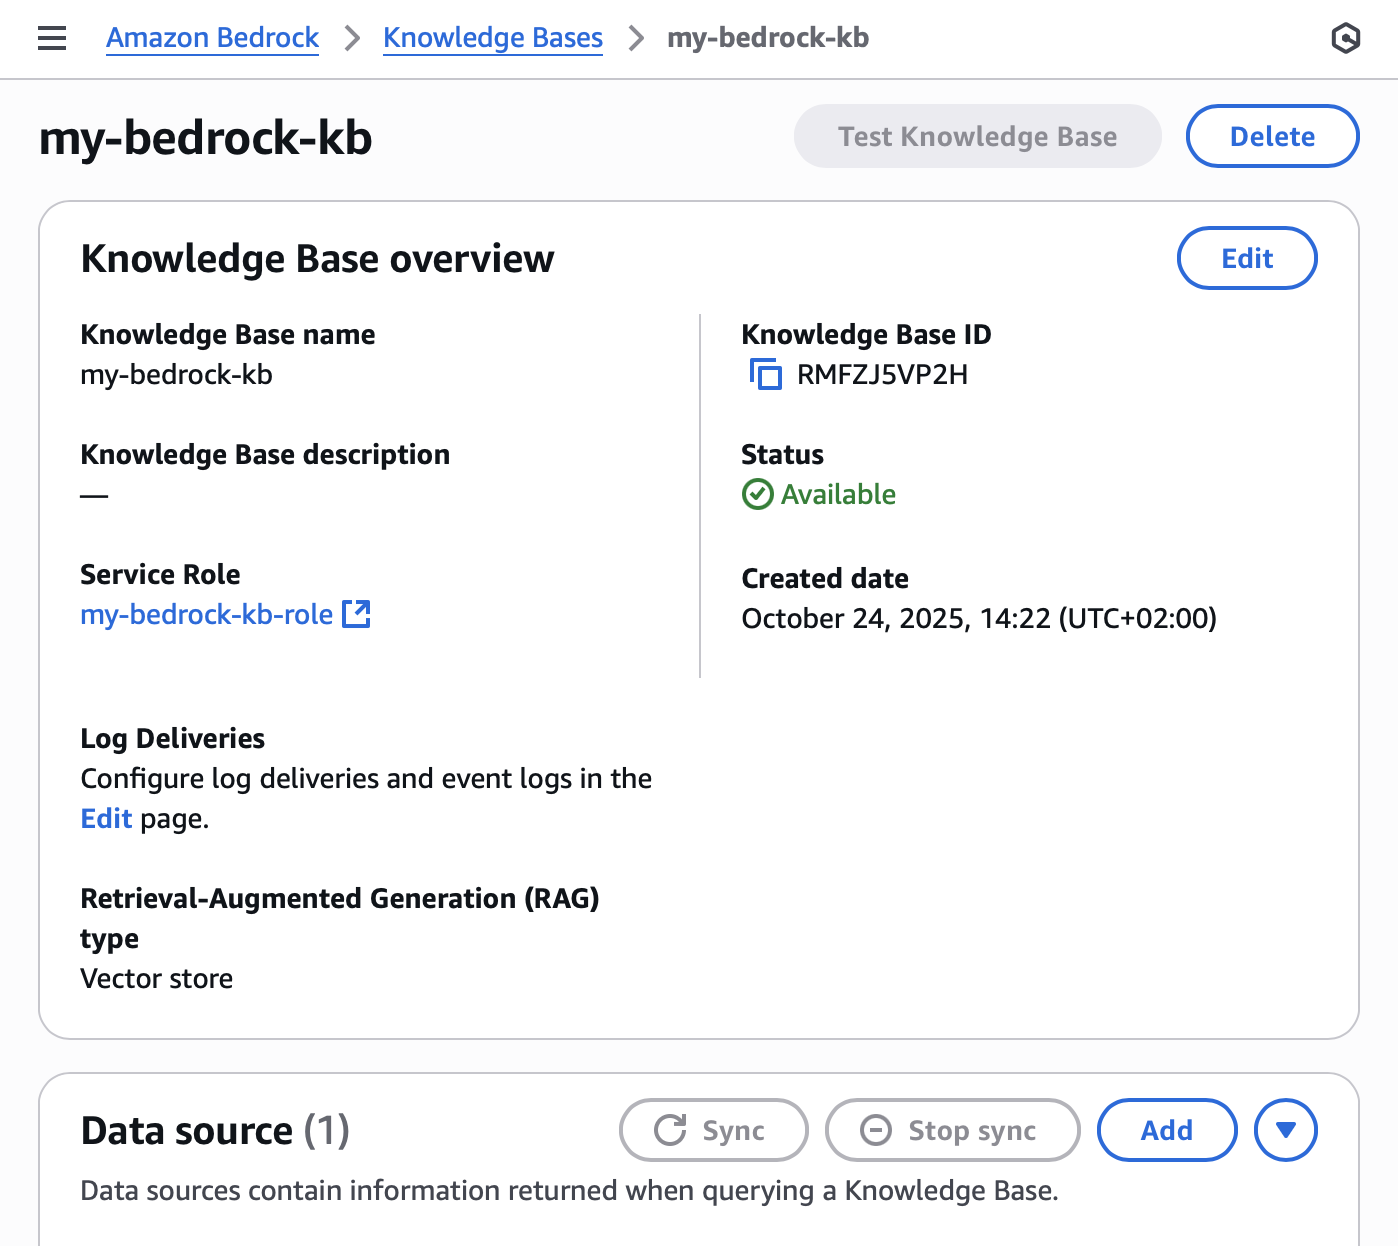 Amazon Bedrock > Knowledge Bases > my-bedrock-kb
my-bedrock-kb
Test Knowledge Base
Delete
Knowledge Base overview
Edit
Knowledge Base name
my-bedrock-kb
Knowledge Base description
—
Service Role
my-bedrock-kb-role
Knowledge Base ID
RMFZJ5VP2H
Status
Available
Created date
October 24, 2025, 14:22 (UTC+02:00)
Log Deliveries
Configure log deliveries and event logs in the
Edit page.
Retrieval-Augmented Generation (RAG)
type
Vector store
Data source (1)
Sync
Stop sync
Add
Data sources contain information returned when querying a Knowledge Base.